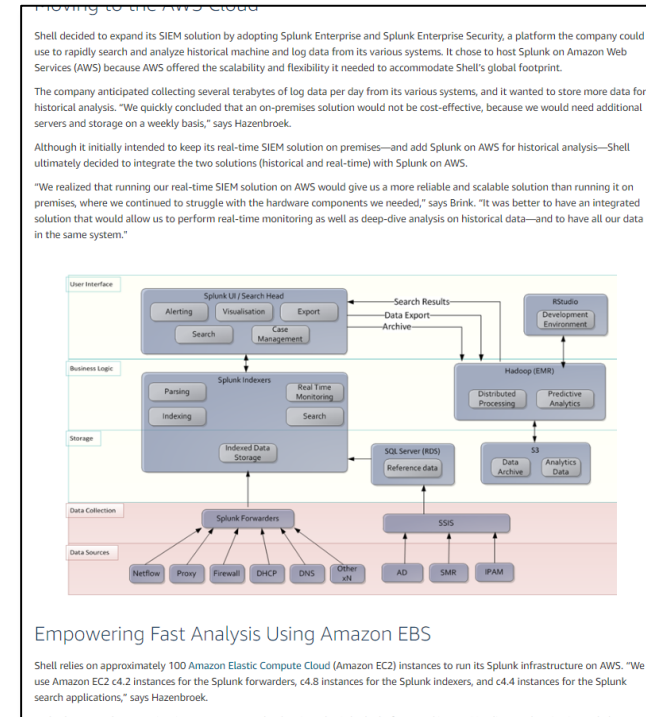 Moving to the AWS Cloud
Shell decided to expand its SIEM solution by adopting Splunk Enterprise and Splunk Enterprise Security, a platform the company could
use to rapidly search and analyze historical machine and log data from its various systems. It chose to host Splunk on Amazon Web
Services (AWS) because AWS offered the scalability and flexibility it needed to accommodate Shell's global footprint.
The company anticipated collecting several terabytes of log data per day from its various systems, and it wanted to store more data for
historical analysis. “We quickly concluded that an on-premises solution would not be cost-effective, because we would need additional
servers and storage on a weekly basis,” says Hazenbroek.
Although it initially intended to keep its real-time SIEM solution on premises—and add Splunk on AWS for historical analysis—Shell
ultimately decided to integrate the two solutions (historical and real-time) with Splunk on AWS.
“We realized that running our real-time SIEM solution on AWS would give us a more reliable and scalable solution than running it on
premises, where we continued to struggle with the hardware components we needed,” says Brink. “It was better to have an integrated
solution that would allow us to perform real-time monitoring as well as deep-dive analysis on historical data—and to have all our data
in the same system.”
User Interface
Splunk UI / Search Head
Alerting
Visualisation
Export
Search
Case
Management
Search Results
Data Export
Archive
RStudio
Development
Environment
Business Logic
Splunk Indexers
Parsing
Real Time
Monitoring
Indexing
Search
Hadoop (EMR)
Distributed
Processing
Predictive
Analytics
Storage
Indexed Data
Storage
SQL Server (RDS)
Reference data
S3
Data
Archive
Analytics
Data
Data Collection
Splunk Forwarders
SSIS
Data Sources
Netflow
Proxy
Firewall
DHCP
DNS
Other
xN
AD
SMR
IPAM
Empowering Fast Analysis Using Amazon EBS
Shell relies on approximately 100 Amazon Elastic Compute Cloud (Amazon EC2) instances to run its Splunk infrastructure on AWS. “We
use Amazon EC2 c4.2 instances for the Splunk forwarders, c4.8 instances for the Splunk indexers, and c4.4 instances for the Splunk
search applications,” says Hazenbroek.